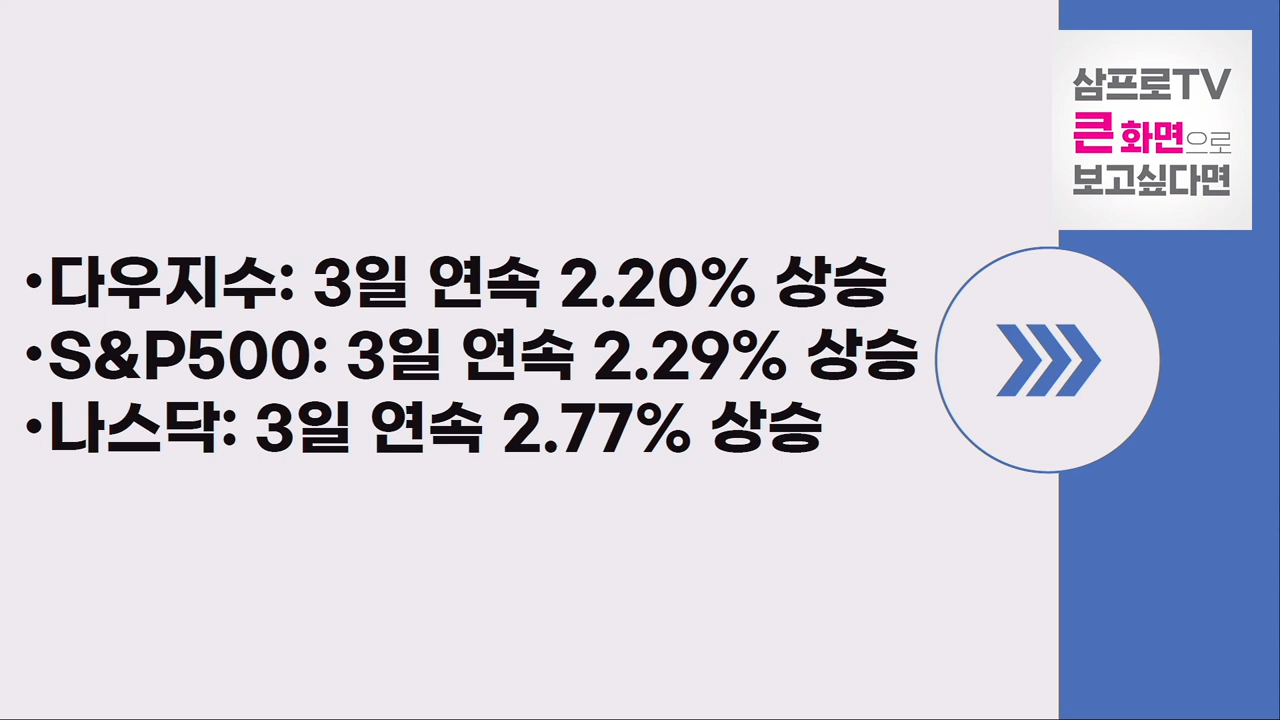 삼프로TV
큰 화면으로
보고싶다면
•다우지수: 3일 연속 2.20% 상승
•S&P500: 3일 연속 2.29% 상승
•나스닥: 3일 연속 2.77% 상승